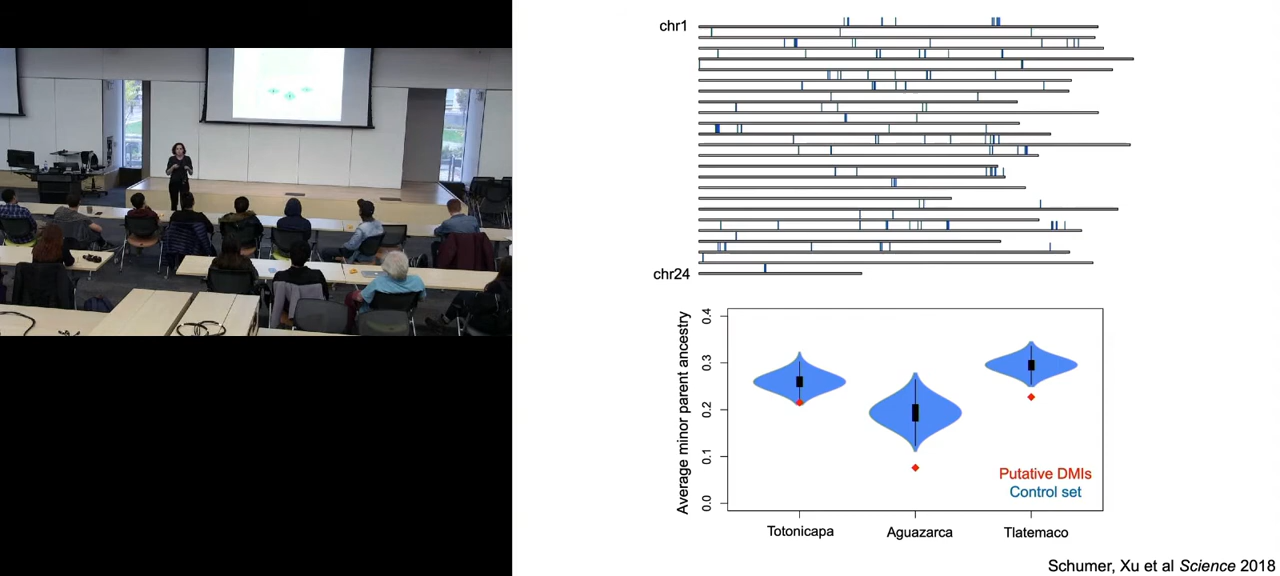 chr1
chr24
Average minor parent ancestry
0.4
0.3
0.2
0.1
0.0
Putative DMIs
Control set
Totonicapa
Aguazarca
Tlatemaco
Schumer, Xu et al Science 2018